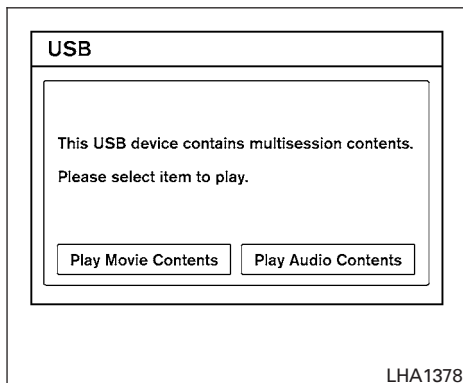 USB
This USB device contains multisession contents.
Please select item to play.
Play Movie Contents Play Audio Contents
LHA1378